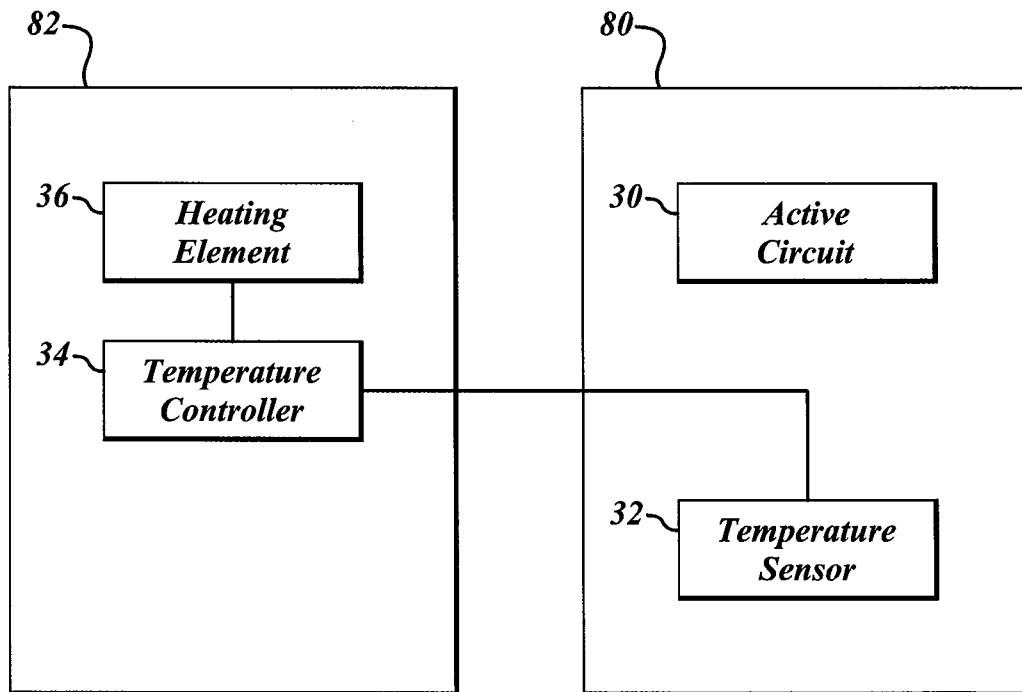 82
80
36
Heating
Element
30
Active
Circuit
34
Temperature
Controller
32
Temperature
Sensor